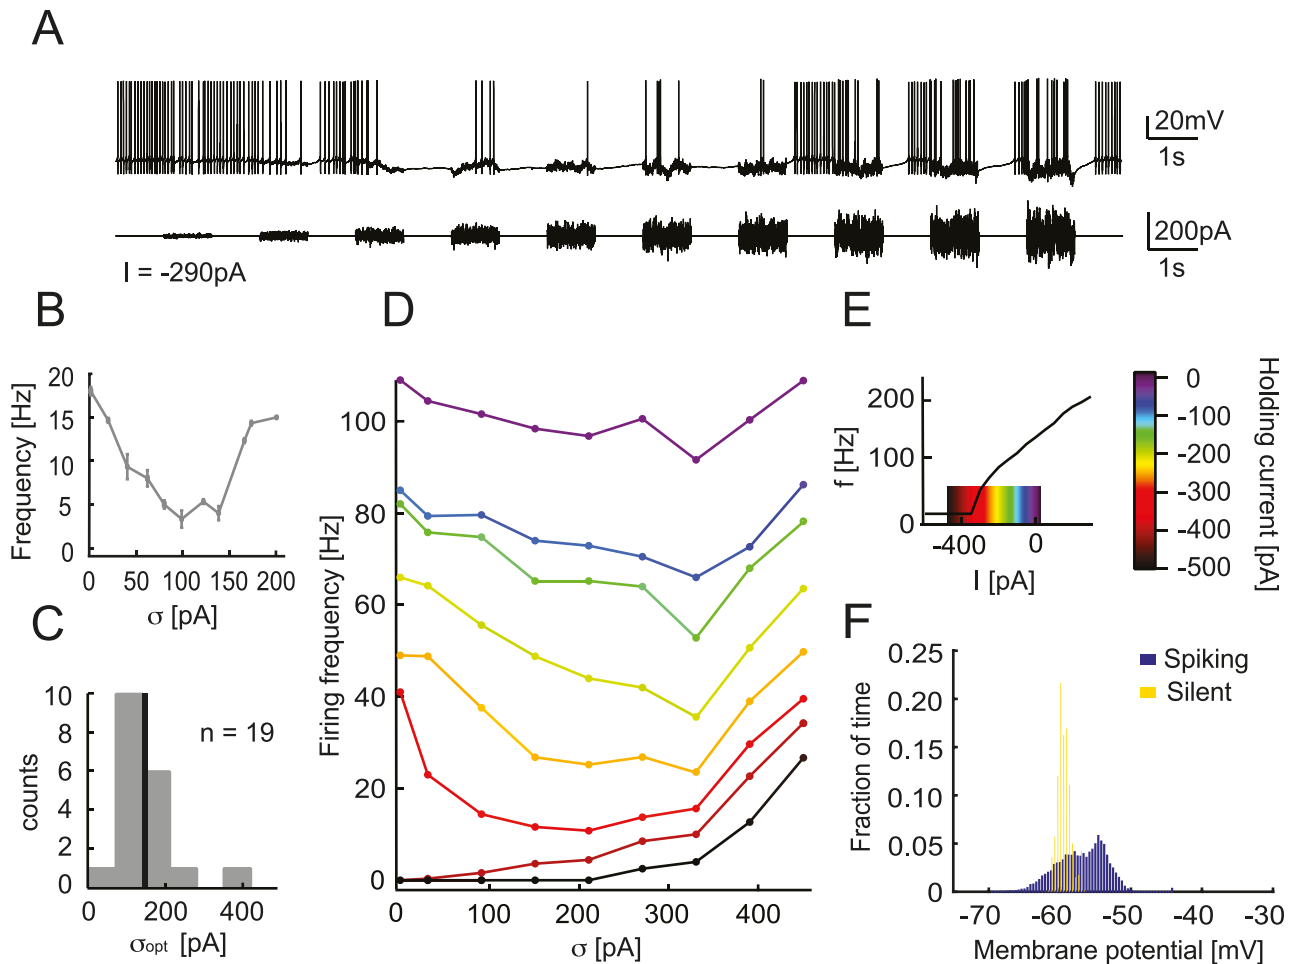 A
20mV
1s
200pA
1s
I = -290pA
B
Frequency [Hz]
20
15
10
5
0
0 50 100 150 200
σ [pA]
C
counts
10
8
6
4
2
0
n = 19
0 200 400
σopt [pA]
D
Firing frequency [Hz]
100
80
60
40
20
0
0 100 200 300 400
σ [pA]
E
f [Hz]
200
100
0
-400 0
I [pA]
0
-100
-200
-300
-400
-500
Holding current [pA]
F
Fraction of time
0.25
0.20
0.15
0.10
0.05
0
Spiking
Silent
-70 -60 -50 -40 -30
Membrane potential [mV]